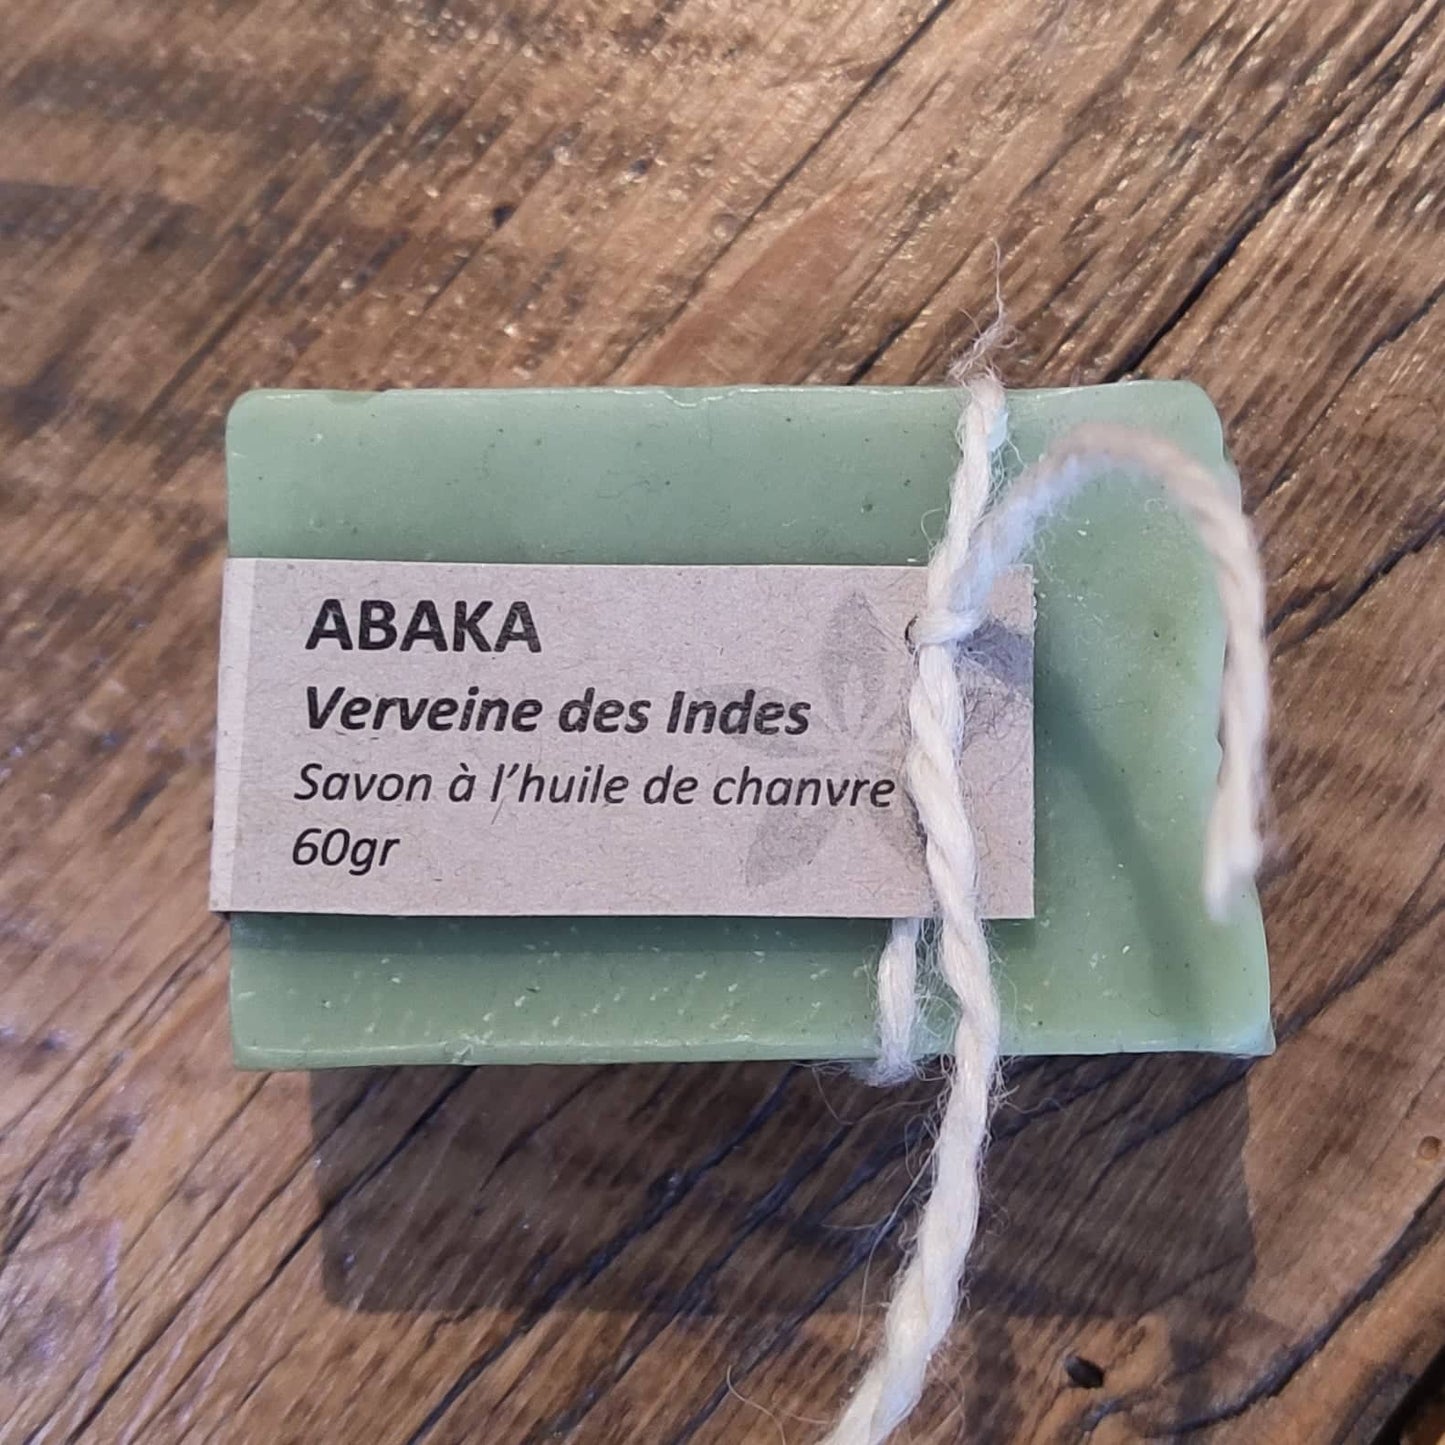 ABAKA
Verveine des Indes
Savon à l’huile de chanvre
60gr